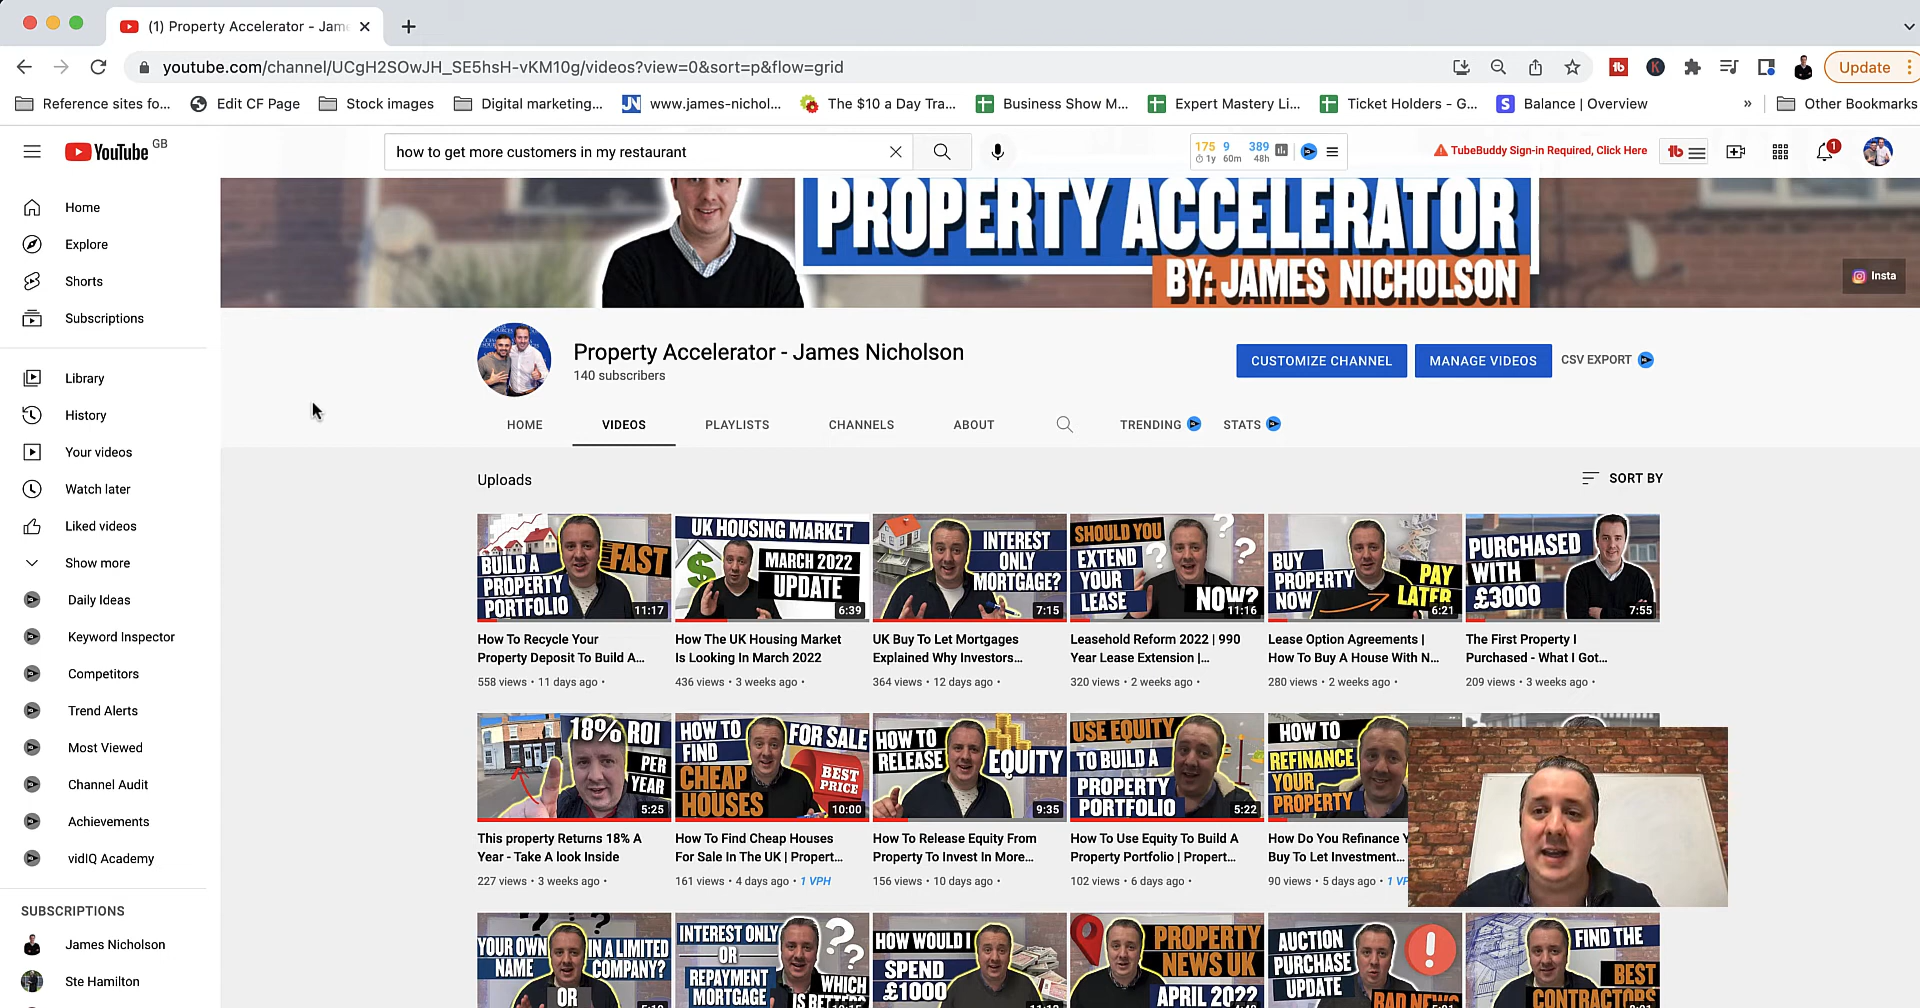 (1) Property Accelerator - Jam
youtube.com/channel/UCgH2SOwJH_SE5hsH-vKM10g/videos?view=0&sort=p&flow=grid
Update
Reference sites fo...
Edit CF Page
Stock images
Digital marketing...
JN
www.james-nichol...
The $10 a Day Tra...
Business Show M...
Expert Mastery Li...
Ticket Holders - G...
S
Balance | Overview
»
Other Bookmarks
YouTube GB
how to get more customers in my restaurant
175 9 389
1y 60m 48h
TubeBuddy Sign-in Required, Click Here
tb
1
Home
Explore
Shorts
Subscriptions
Library
History
Your videos
Watch later
Liked videos
Show more
Daily Ideas
Keyword Inspector
Competitors
Trend Alerts
Most Viewed
Channel Audit
Achievements
vidIQ Academy
SUBSCRIPTIONS
James Nicholson
Ste Hamilton
PROPERTY ACCELERATOR
BY: JAMES NICHOLSON
Insta
Property Accelerator - James Nicholson
140 subscribers
CUSTOMIZE CHANNEL
MANAGE VIDEOS
CSV EXPORT
HOME
VIDEOS
PLAYLISTS
CHANNELS
ABOUT
TRENDING
STATS
Uploads
SORT BY
BUILD A
PROPERTY
PORTFOLIO
FAST
11:17
How To Recycle Your
Property Deposit To Build A...
558 views • 11 days ago •
UK HOUSING MARKET
MARCH 2022
UPDATE
6:39
How The UK Housing Market
Is Looking In March 2022
436 views • 3 weeks ago •
INTEREST
ONLY
MORTGAGE?
7:15
UK Buy To Let Mortgages
Explained Why Investors...
364 views • 12 days ago •
SHOULD YOU
EXTEND
YOUR
LEASE
NOW?
11:16
Leasehold Reform 2022 | 990
Year Lease Extension |...
320 views • 2 weeks ago •
BUY
PROPERTY
NOW
PAY
LATER
6:21
Lease Option Agreements |
How To Buy A House With N...
280 views • 2 weeks ago •
PURCHASED
WITH
£3000
7:55
The First Property I
Purchased - What I Got...
209 views • 3 weeks ago •
18% ROI
PER
YEAR
5:25
This property Returns 18% A
Year - Take A look Inside
227 views • 3 weeks ago •
HOW TO
FIND
CHEAP
HOUSES
FOR SALE
BEST
PRICE
10:00
How To Find Cheap Houses
For Sale In The UK | Propert...
161 views • 4 days ago • 1 VPH
HOW TO
RELEASE
EQUITY
9:35
How To Release Equity From
Property To Invest In More...
156 views • 10 days ago •
USE EQUITY
TO BUILD A
PROPERTY
PORTFOLIO
5:22
How To Use Equity To Build A
Property Portfolio | Propert...
102 views • 6 days ago •
HOW TO
REFINANCE
YOUR
PROPERTY
How Do You Refinance Y
Buy To Let Investment...
90 views • 5 days ago • 1 VP
YOUR OWN
NAME
OR
IN A LIMITED
COMPANY?
INTEREST ONLY
OR
REPAYMENT
MORTGAGE
WHICH
IS BETTER
HOW WOULD I
SPEND
£1000
PROPERTY
NEWS UK
APRIL 2022
AUCTION
PURCHASE
UPDATE
BAD NEWS
FIND THE
BEST
CONTRACTORS